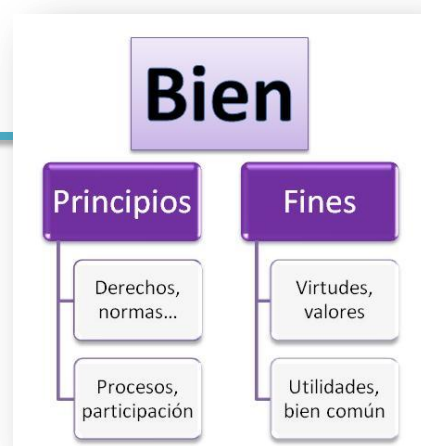 Bien
Principios
Derechos,
normas...
Procesos,
participación
Fines
Virtudes,
valores
Utilidades,
bien común